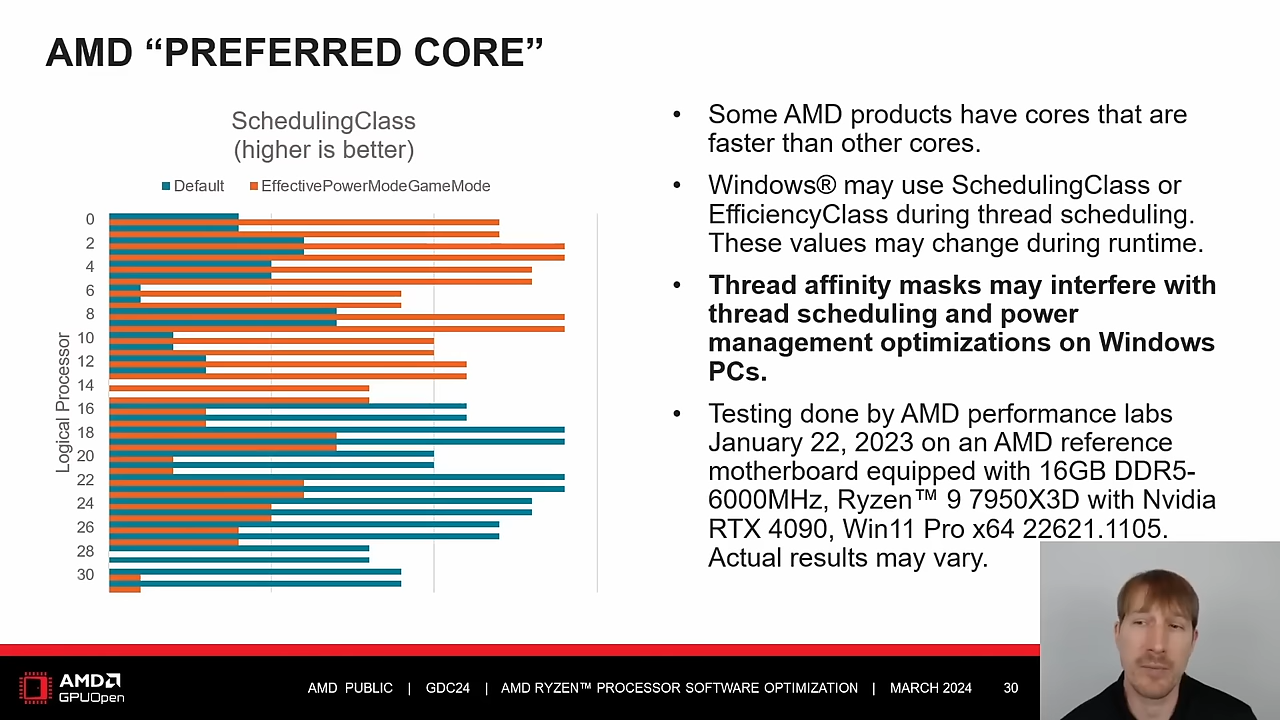 AMD “PREFERRED CORE”
SchedulingClass
(higher is better)
Default
EffectivePowerModeGameMode
Logical Processor
0
2
4
6
8
10
12
14
16
18
20
22
24
26
28
30
• Some AMD products have cores that are
faster than other cores.
• Windows® may use SchedulingClass or
EfficiencyClass during thread scheduling.
These values may change during runtime.
• Thread affinity masks may interfere with
thread scheduling and power
management optimizations on Windows
PCs.
• Testing done by AMD performance labs
January 22, 2023 on an AMD reference
motherboard equipped with 16GB DDR5-
6000MHz, Ryzen™ 9 7950X3D with Nvidia
RTX 4090, Win11 Pro x64 22621.1105.
Actual results may vary.
AMD
GPUOpen
AMD PUBLIC | GDC24 | AMD RYZEN™ PROCESSOR SOFTWARE OPTIMIZATION | MARCH 2024 30